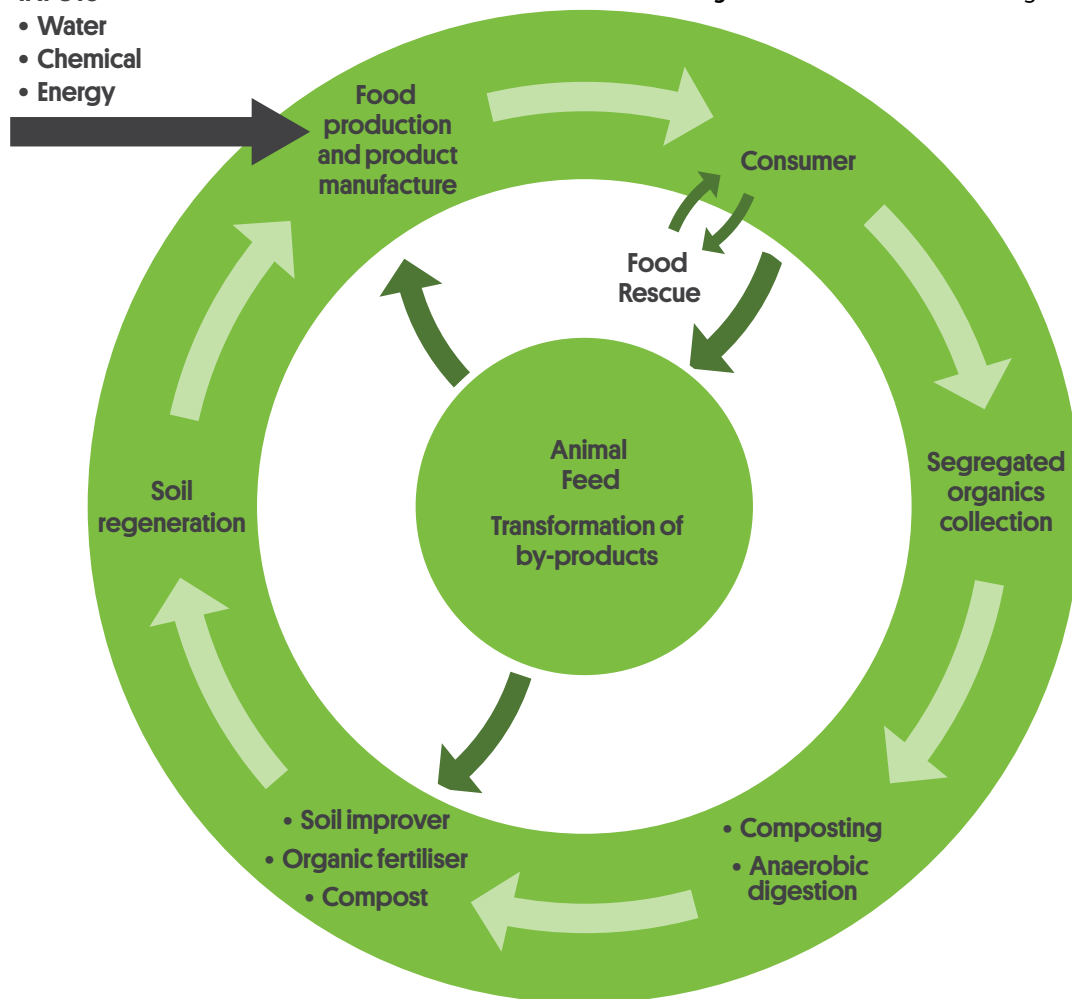 • Water
• Chemical
• Energy
Food
production
and product
manufacture
Consumer
Food
Rescue
Animal
Feed
Transformation of
by-products
Segregated
organics
collection
Soil
regeneration
• Soil improver
• Organic fertiliser
• Compost
• Composting
• Anaerobic
digestion